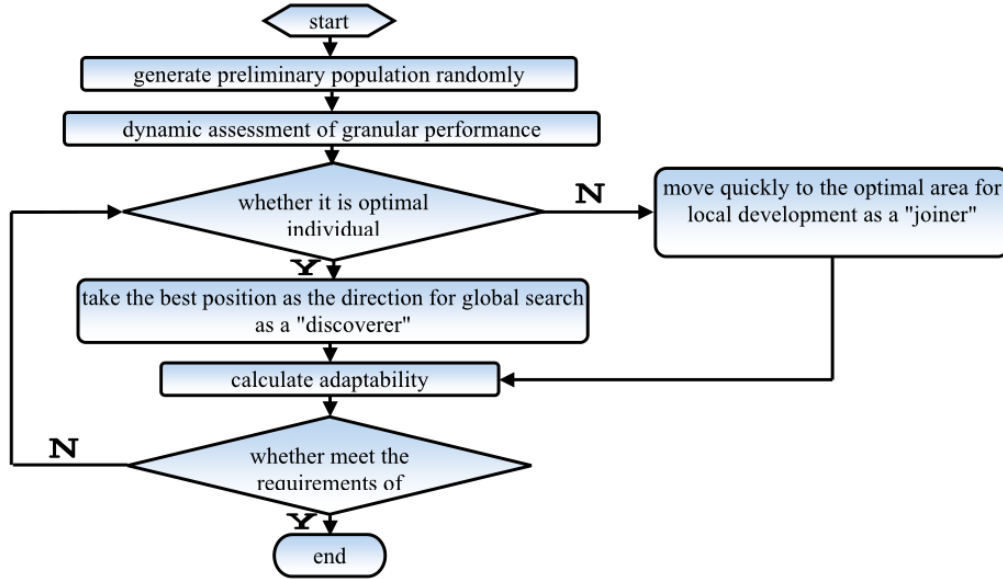 start
generate preliminary population randomly
dynamic assessment of granular performance
whether it is optimal
individual
N
move quickly to the optimal area for
local development as a "joiner"
Y
take the best position as the direction for global search
as a "discoverer"
calculate adaptability
N
whether meet the
requirements of
Y
end